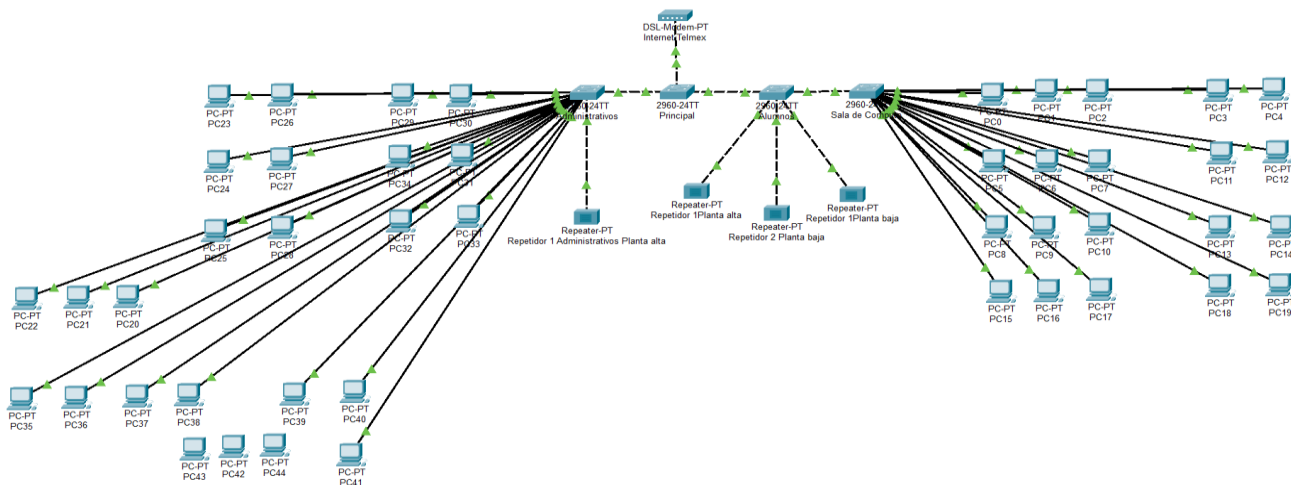 DSL-Modem-PT
Internet Telmex
2960-24TT
Principal
Administrativos
Alumnos
Sala de
PC-PT
PC23
PC-PT
PC26
PC-PT
PC29
PC-PT
PC30
PC-PT
PC0
PC-PT
PC1
PC-PT
PC2
PC-PT
PC3
PC-PT
PC4
PC-PT
PC24
PC-PT
PC27
PC-PT
PC34
PC-PT
PC31
PC-PT
PC5
PC-PT
PC6
PC-PT
PC7
PC-PT
PC11
PC-PT
PC12
Repeater-PT
Repetidor 1Planta alta
Repeater-PT
Repetidor 2 Planta baja
Repeater-PT
Repetidor 1Planta baja
Repeater-PT
Repetidor 1 Administrativos Planta alta
PC-PT
PC25
PC-PT
PC28
PC-PT
PC32
PC-PT
PC33
PC-PT
PC8
PC-PT
PC9
PC-PT
PC10
PC-PT
PC13
PC-PT
PC14
PC-PT
PC22
PC-PT
PC21
PC-PT
PC20
PC-PT
PC15
PC-PT
PC16
PC-PT
PC17
PC-PT
PC18
PC-PT
PC19
PC-PT
PC35
PC-PT
PC36
PC-PT
PC37
PC-PT
PC38
PC-PT
PC39
PC-PT
PC40
PC-PT
PC43
PC-PT
PC42
PC-PT
PC44
PC-PT
PC41